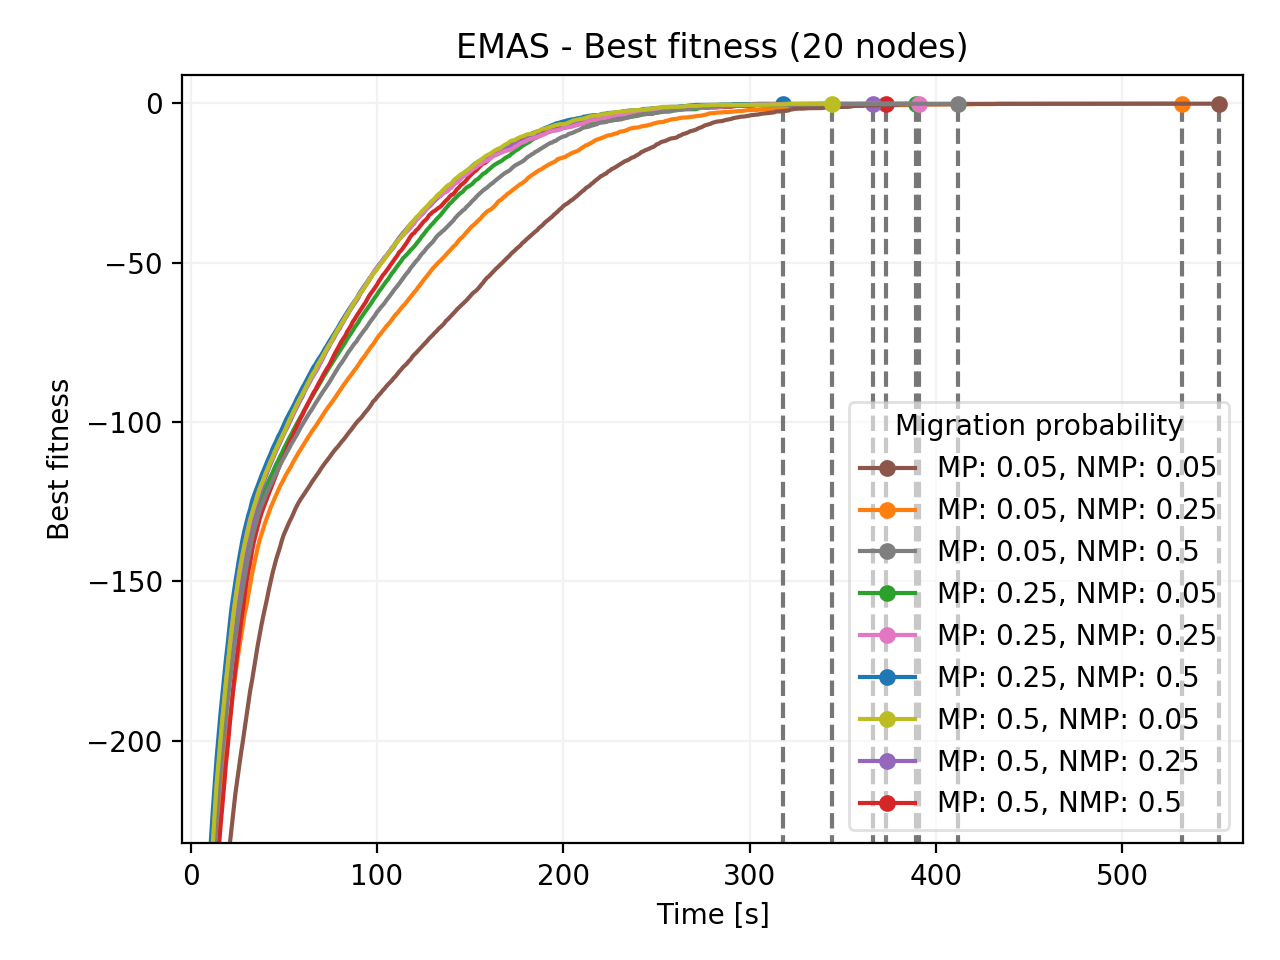 EMAS - Best fitness (20 nodes)
0
−50
−100
−150
−200
Best fitness
Migration probability
MP: 0.05, NMP: 0.05
MP: 0.05, NMP: 0.25
MP: 0.05, NMP: 0.5
MP: 0.25, NMP: 0.05
MP: 0.25, NMP: 0.25
MP: 0.25, NMP: 0.5
MP: 0.5, NMP: 0.05
MP: 0.5, NMP: 0.25
MP: 0.5, NMP: 0.5
0 100 200 300 400 500
Time [s]